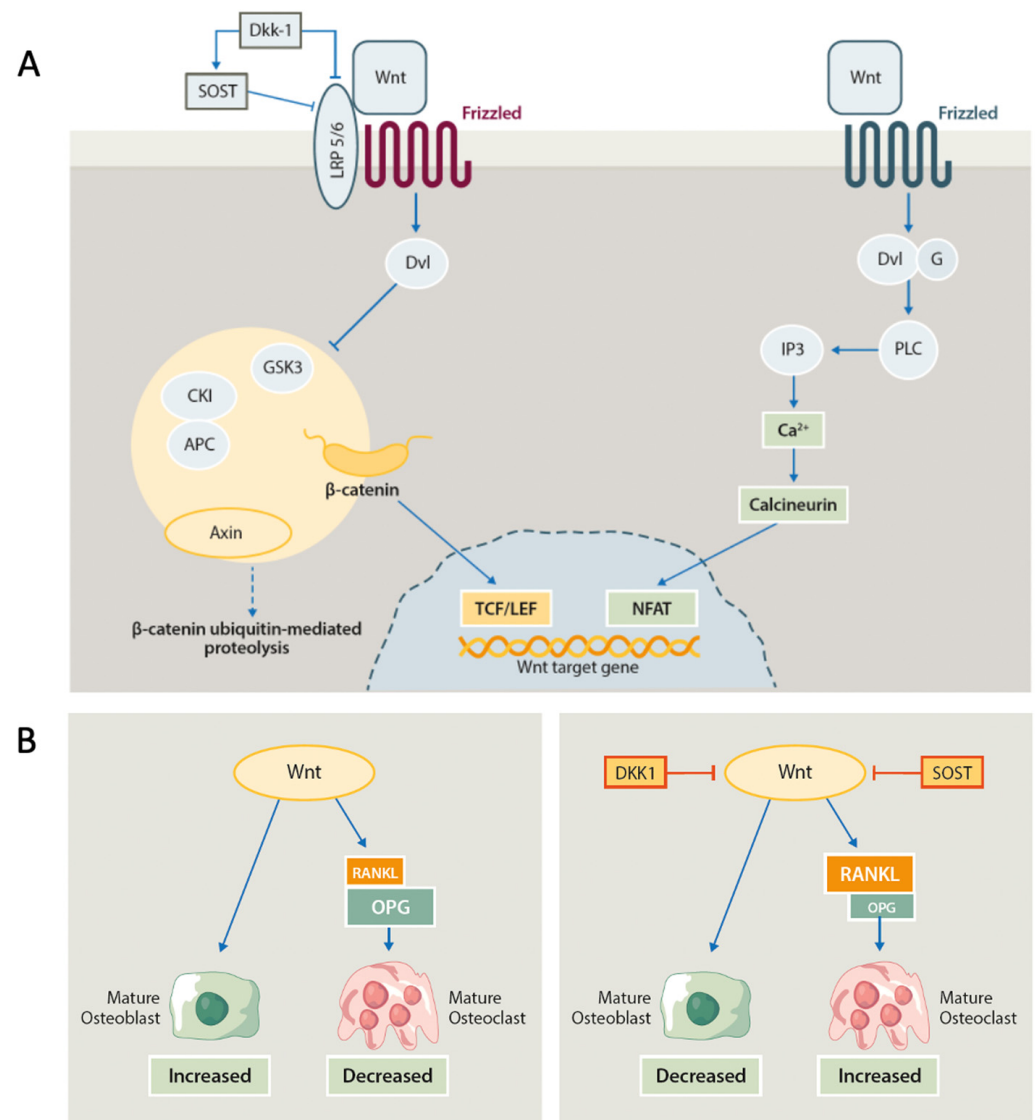 A
Dkk-1
SOST
LRP 5/6
Wnt
Frizzled
Wnt
Frizzled
Dvl
Dvl
G
GSK3
CKI
APC
IP3
PLC
Ca²⁺
β-catenin
Calcineurin
Axin
β-catenin ubiquitin-mediated
proteolysis
TCF/LEF
NFAT
Wnt target gene
B
Wnt
RANKL
OPG
Mature
Osteoblast
Mature
Osteoclast
Increased
Decreased
DKK1
Wnt
SOST
RANKL
OPG
Mature
Osteoblast
Mature
Osteoclast
Decreased
Increased